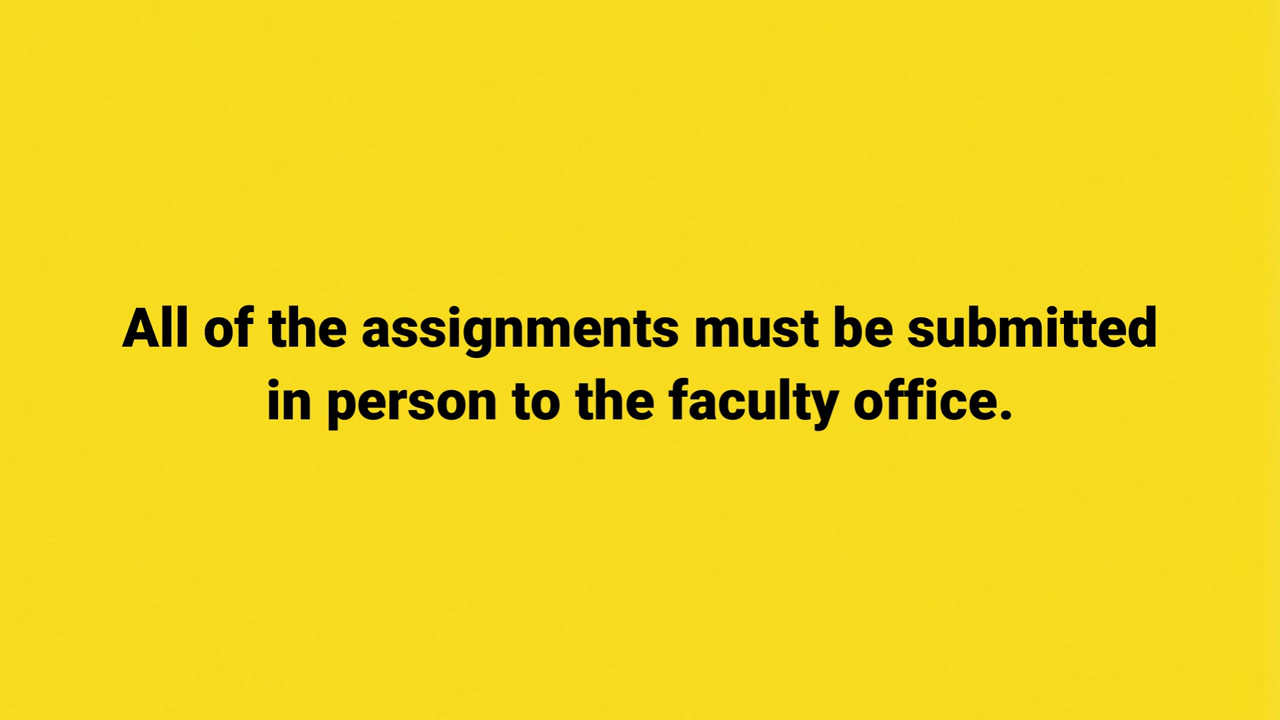 All of the assignments must be submitted
in person to the faculty office.